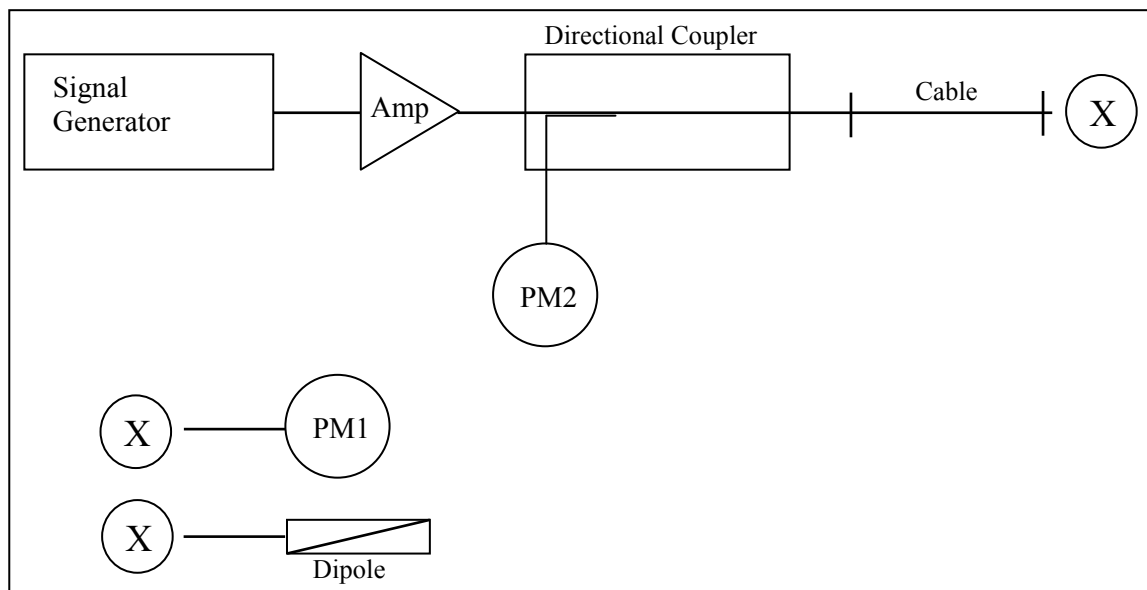 Directional Coupler
Signal
Generator
Amp
Cable
X
PM2
X
PM1
X
Dipole